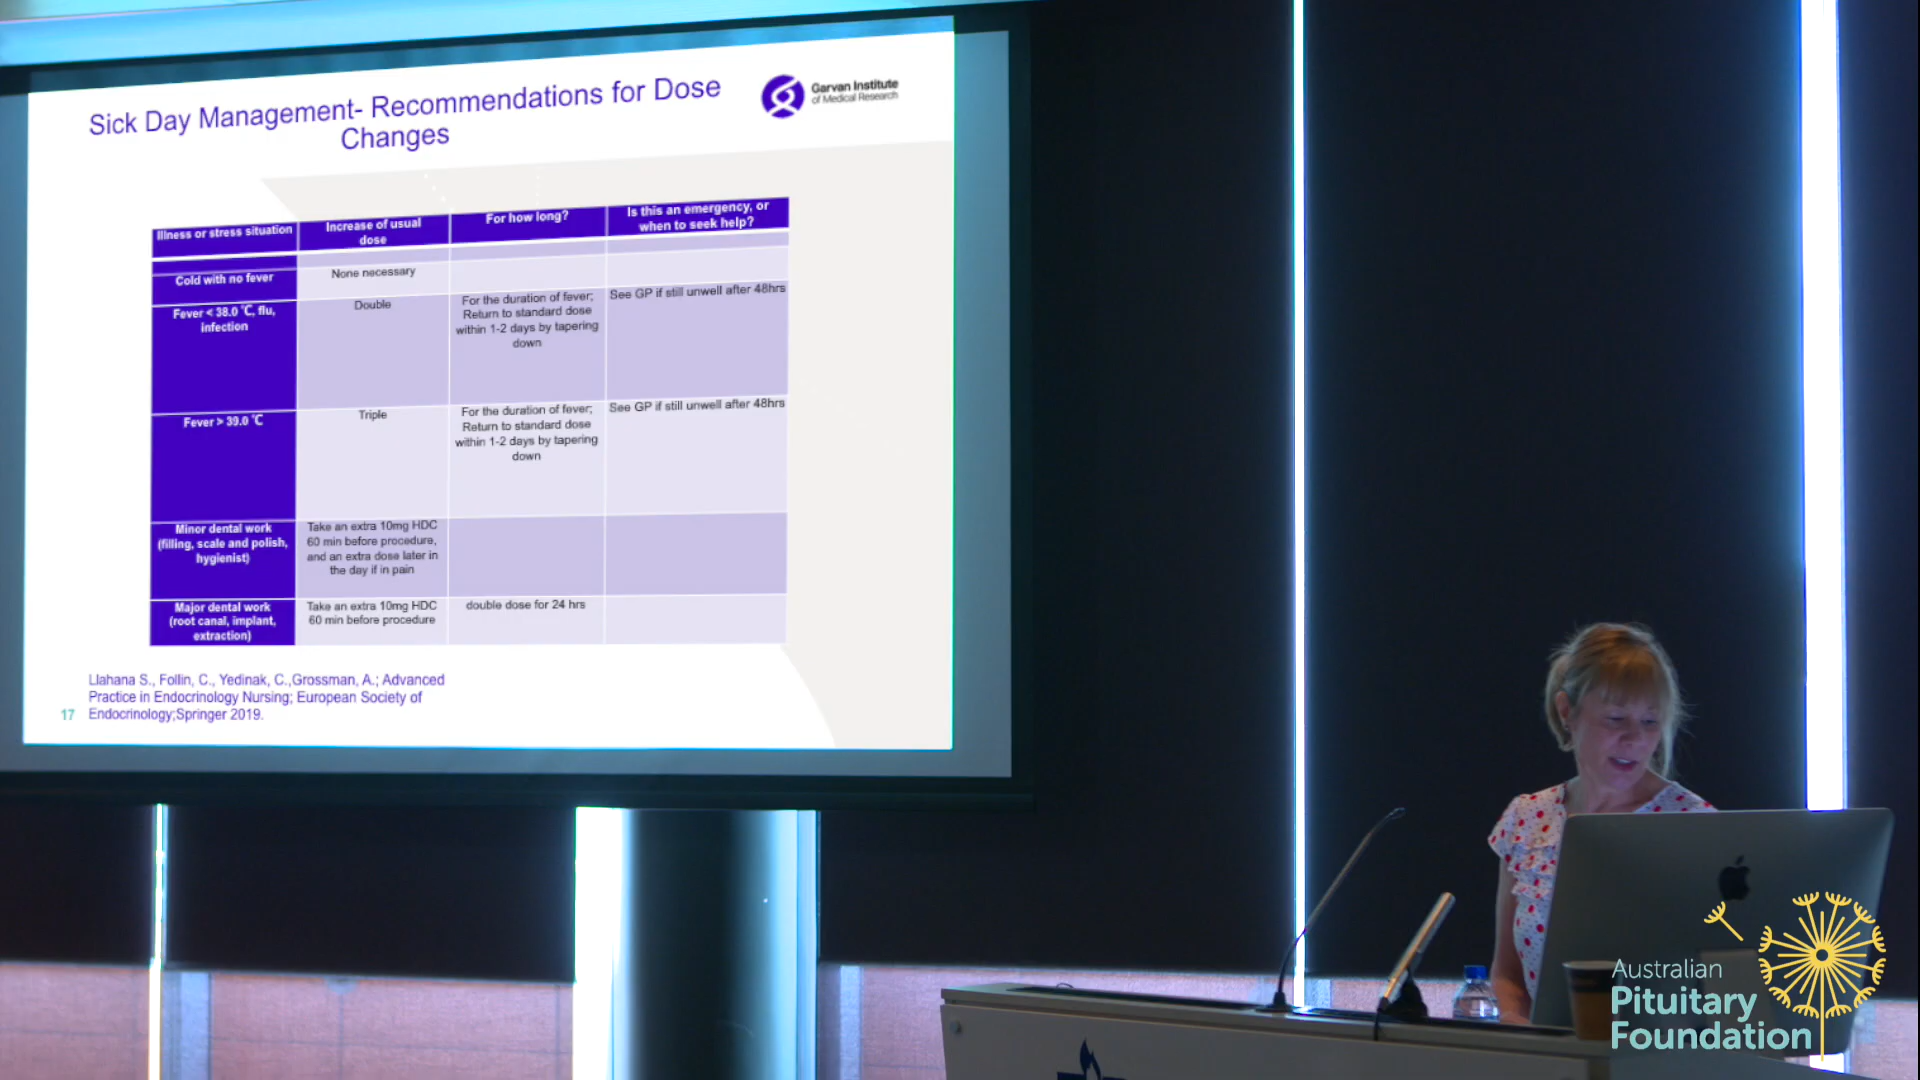 Sick Day Management- Recommendations for Dose
Changes
Garvan Institute
of Medical Research
Illness or stress situation
Increase of usual
dose
For how long?
Is this an emergency, or
when to seek help?
Cold with no fever
None necessary
Fever < 38.0 ℃, flu,
infection
Double
For the duration of fever;
Return to standard dose
within 1-2 days by tapering
down
See GP if still unwell after 48hrs
Fever > 39.0 ℃
Triple
For the duration of fever;
Return to standard dose
within 1-2 days by tapering
down
See GP if still unwell after 48hrs
Minor dental work
(filling, scale and polish,
hygienist)
Take an extra 10mg HDC
60 min before procedure,
and an extra dose later in
the day if in pain
Major dental work
(root canal, implant,
extraction)
Take an extra 10mg HDC
60 min before procedure
double dose for 24 hrs
Llahana S., Follin, C., Yedinak, C.,Grossman, A.; Advanced
Practice in Endocrinology Nursing; European Society of
Endocrinology;Springer 2019.
17
Australian
Pituitary
Foundation